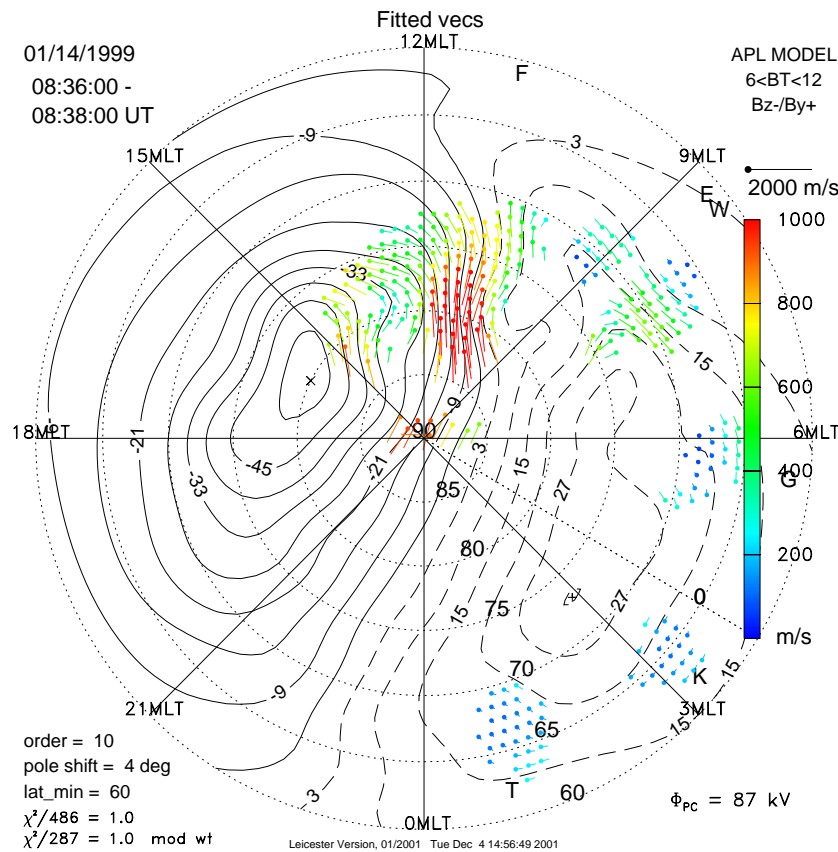 Fitted vecs
12MLT
01/14/1999
08:36:00 -
08:38:00 UT
APL MODEL
6<BT<12
Bz-/By+
F
-9
3
15MLT
9MLT
2000 m/s
E
W
1000
-33
800
15
600
-9
18MLT
-21
90
3
6MLT
-45
-21
15
400
G
-33
85
27
200
80
0
75
27
15
m/s
70
K
15
-9
21MLT
3MLT
15
65
order = 10
pole shift = 4 deg
lat_min = 60
T
60
3
ΦPC = 87 kV
χ²/486 = 1.0
χ²/287 = 1.0 mod wt
0MLT
Leicester Version, 01/2001 Tue Dec 4 14:56:49 2001